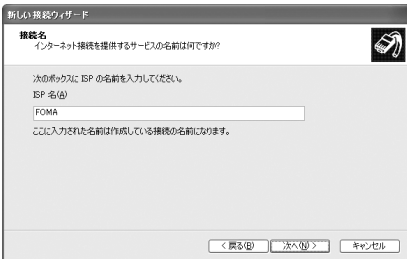 新しい接続ウィザード
接続名
インターネット接続を提供するサービスの名前は何ですか?
次のボックスに ISP の名前を入力してください。
ISP 名(A)
FOMA
ここに入力された名前は作成している接続の名前になります。
< 戻る(B)
次へ(N) >
キャンセル